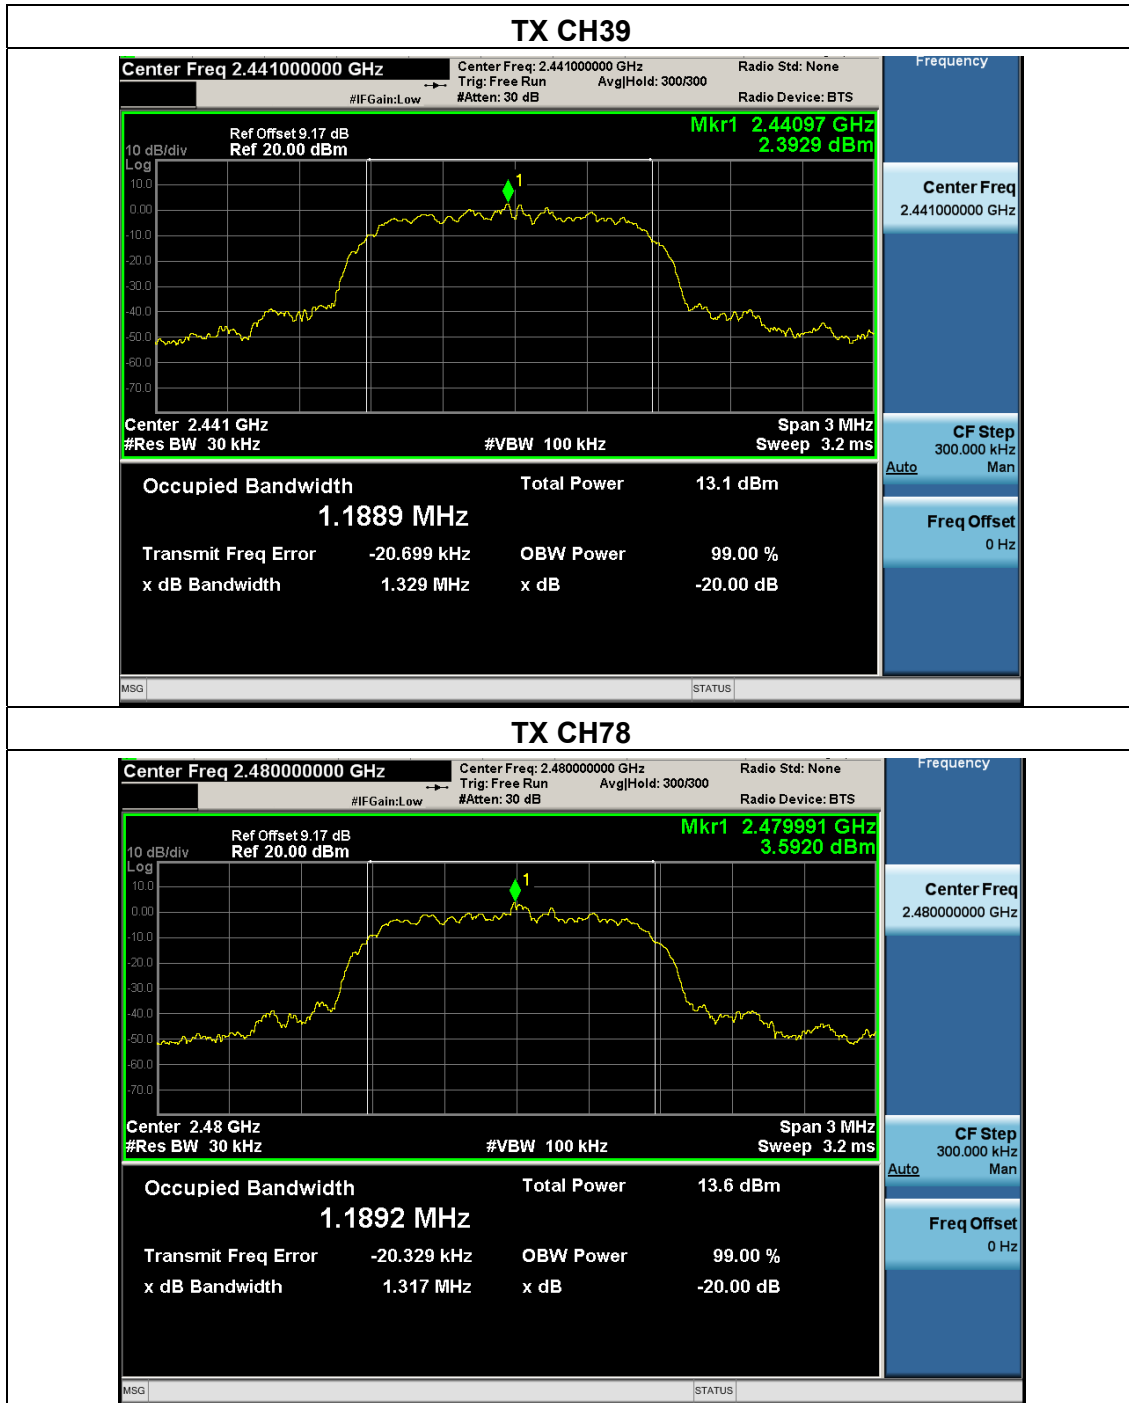 TX CH39
Center Freq 2.441000000 GHz
Center Freq: 2.441000000 GHz
Radio Std: None
Frequency
Trig: Free Run
Avg|Hold: 300/300
#IFGain:Low
#Atten: 30 dB
Radio Device: BTS
Mkr1 2.44097 GHz
2.3929 dBm
Ref Offset 9.17 dB
10 dB/div
Ref 20.00 dBm
Log
10.0
0.00
-10.0
-20.0
-30.0
-40.0
-50.0
-60.0
-70.0
1
Center Freq
2.441000000 GHz
Center 2.441 GHz
Span 3 MHz
#Res BW 30 kHz
#VBW 100 kHz
Sweep 3.2 ms
CF Step
300.000 kHz
Auto
Man
Occupied Bandwidth
Total Power
13.1 dBm
1.1889 MHz
Freq Offset
0 Hz
Transmit Freq Error
-20.699 kHz
OBW Power
99.00 %
x dB Bandwidth
1.329 MHz
x dB
-20.00 dB
MSG
STATUS
TX CH78
Center Freq 2.480000000 GHz
Center Freq: 2.480000000 GHz
Radio Std: None
Frequency
Trig: Free Run
Avg|Hold: 300/300
#IFGain:Low
#Atten: 30 dB
Radio Device: BTS
Mkr1 2.479991 GHz
3.5920 dBm
Ref Offset 9.17 dB
10 dB/div
Ref 20.00 dBm
Log
10.0
0.00
-10.0
-20.0
-30.0
-40.0
-50.0
-60.0
-70.0
1
Center Freq
2.480000000 GHz
Center 2.48 GHz
Span 3 MHz
#Res BW 30 kHz
#VBW 100 kHz
Sweep 3.2 ms
CF Step
300.000 kHz
Auto
Man
Occupied Bandwidth
Total Power
13.6 dBm
1.1892 MHz
Freq Offset
0 Hz
Transmit Freq Error
-20.329 kHz
OBW Power
99.00 %
x dB Bandwidth
1.317 MHz
x dB
-20.00 dB
MSG
STATUS